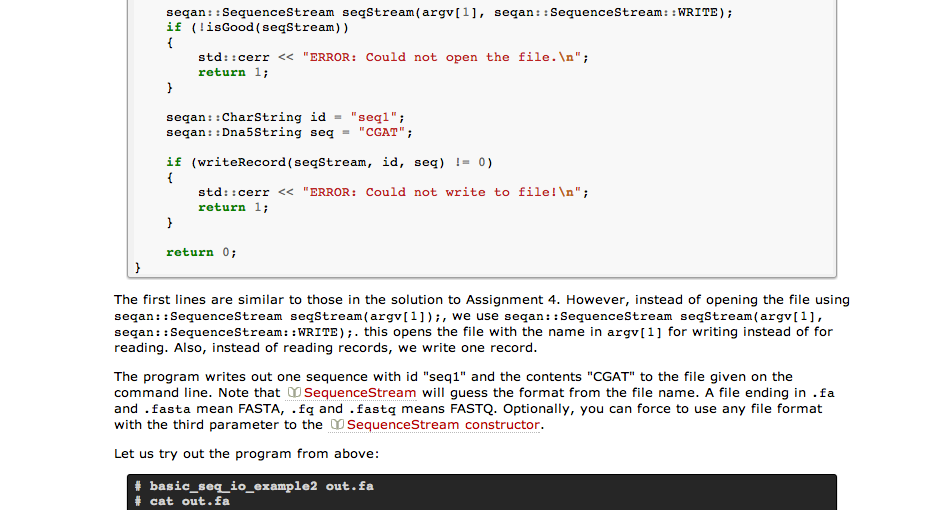 seqan::SequenceStream seqStream(argv[1], seqan::SequenceStream::WRITE);
if (!isGood(seqStream))
{
std::cerr << "ERROR: Could not open the file.\n";
return 1;
}
seqan::CharString id = "seq1";
seqan::Dna5String seq = "CGAT";
if (writeRecord(seqStream, id, seq) != 0)
{
std::cerr << "ERROR: Could not write to file!\n";
return 1;
}
return 0;
}
The first lines are similar to those in the solution to Assignment 4. However, instead of opening the file using
seqan::SequenceStream seqStream(argv[1]);, we use seqan::SequenceStream seqStream(argv[1],
seqan::SequenceStream::WRITE);. this opens the file with the name in argv[1] for writing instead of for
reading. Also, instead of reading records, we write one record.
The program writes out one sequence with id "seq1" and the contents "CGAT" to the file given on the
command line. Note that SequenceStream will guess the format from the file name. A file ending in .fa
and .fasta mean FASTA, .fq and .fastq means FASTQ. Optionally, you can force to use any file format
with the third parameter to the SequenceStream constructor.
Let us try out the program from above:
# basic_seq_io_example2 out.fa
# cat out.fa